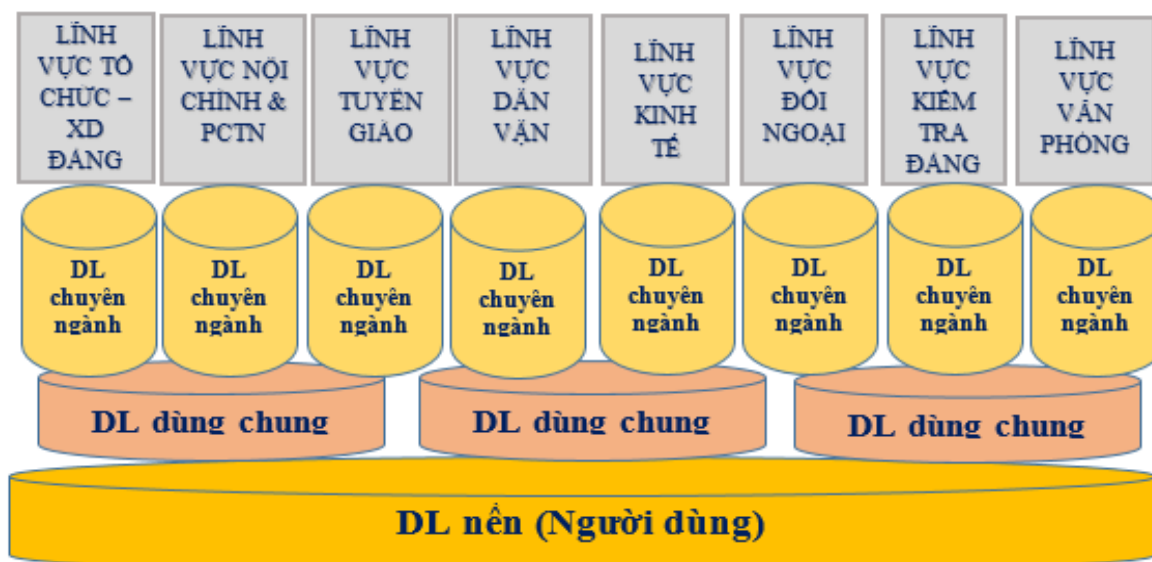 LĨNH
VỰC TỔ
CHỨC –
XD
ĐẢNG
LĨNH
VỰC NỘI
CHÍNH &
PCTN
LĨNH
VỰC
TUYÊN
GIÁO
LĨNH
VỰC
DÂN
VẬN
LĨNH
VỰC
KINH
TẾ
LĨNH
VỰC
ĐỐI
NGOẠI
LĨNH
VỰC
KIỂM
TRA
ĐẢNG
LĨNH
VỰC
VĂN
PHÒNG
DL
chuyên
ngành
DL
chuyên
ngành
DL
chuyên
ngành
DL
chuyên
ngành
DL
chuyên
ngành
DL
chuyên
ngành
DL
chuyên
ngành
DL
chuyên
ngành
DL dùng chung
DL dùng chung
DL dùng chung
DL nền (Người dùng)